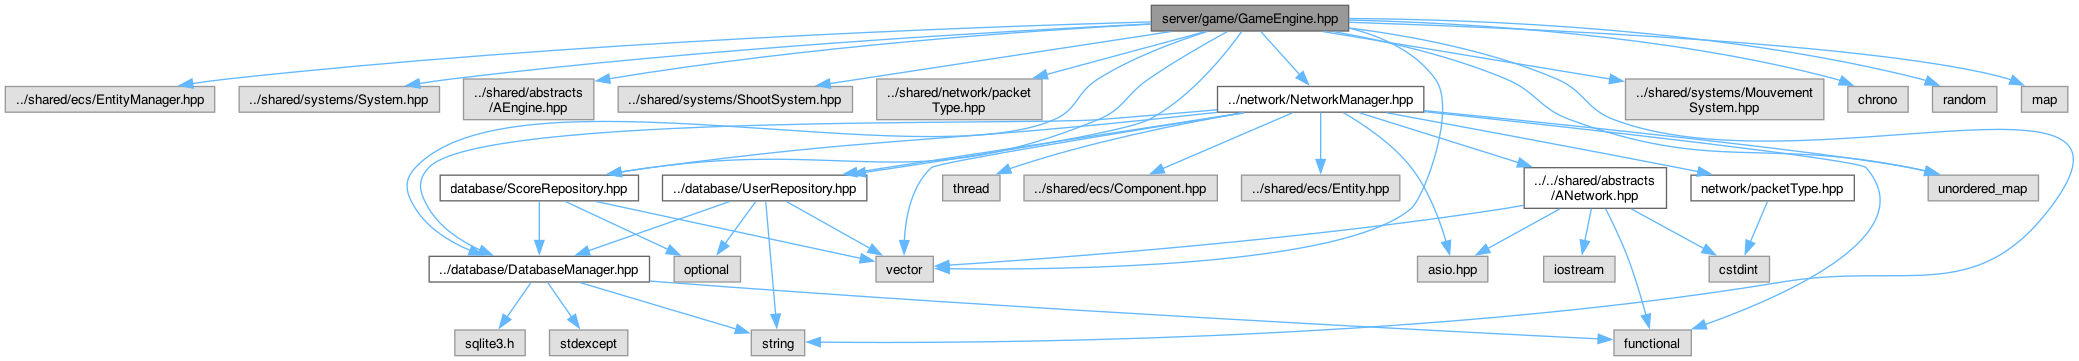 server/game/GameEngine.hpp
../shared/ecs/EntityManager.hpp
../shared/systems/System.hpp
../shared/abstracts
/AEngine.hpp
../shared/systems/ShootSystem.hpp
../shared/network/packet
Type.hpp
../network/NetworkManager.hpp
../shared/systems/Mouvement
System.hpp
chrono
random
map
database/ScoreRepository.hpp
../database/UserRepository.hpp
thread
../shared/ecs/Component.hpp
../shared/ecs/Entity.hpp
../../shared/abstracts
/ANetwork.hpp
network/packetType.hpp
unordered_map
../database/DatabaseManager.hpp
optional
vector
asio.hpp
iostream
cstdint
sqlite3.h
stdexcept
string
functional